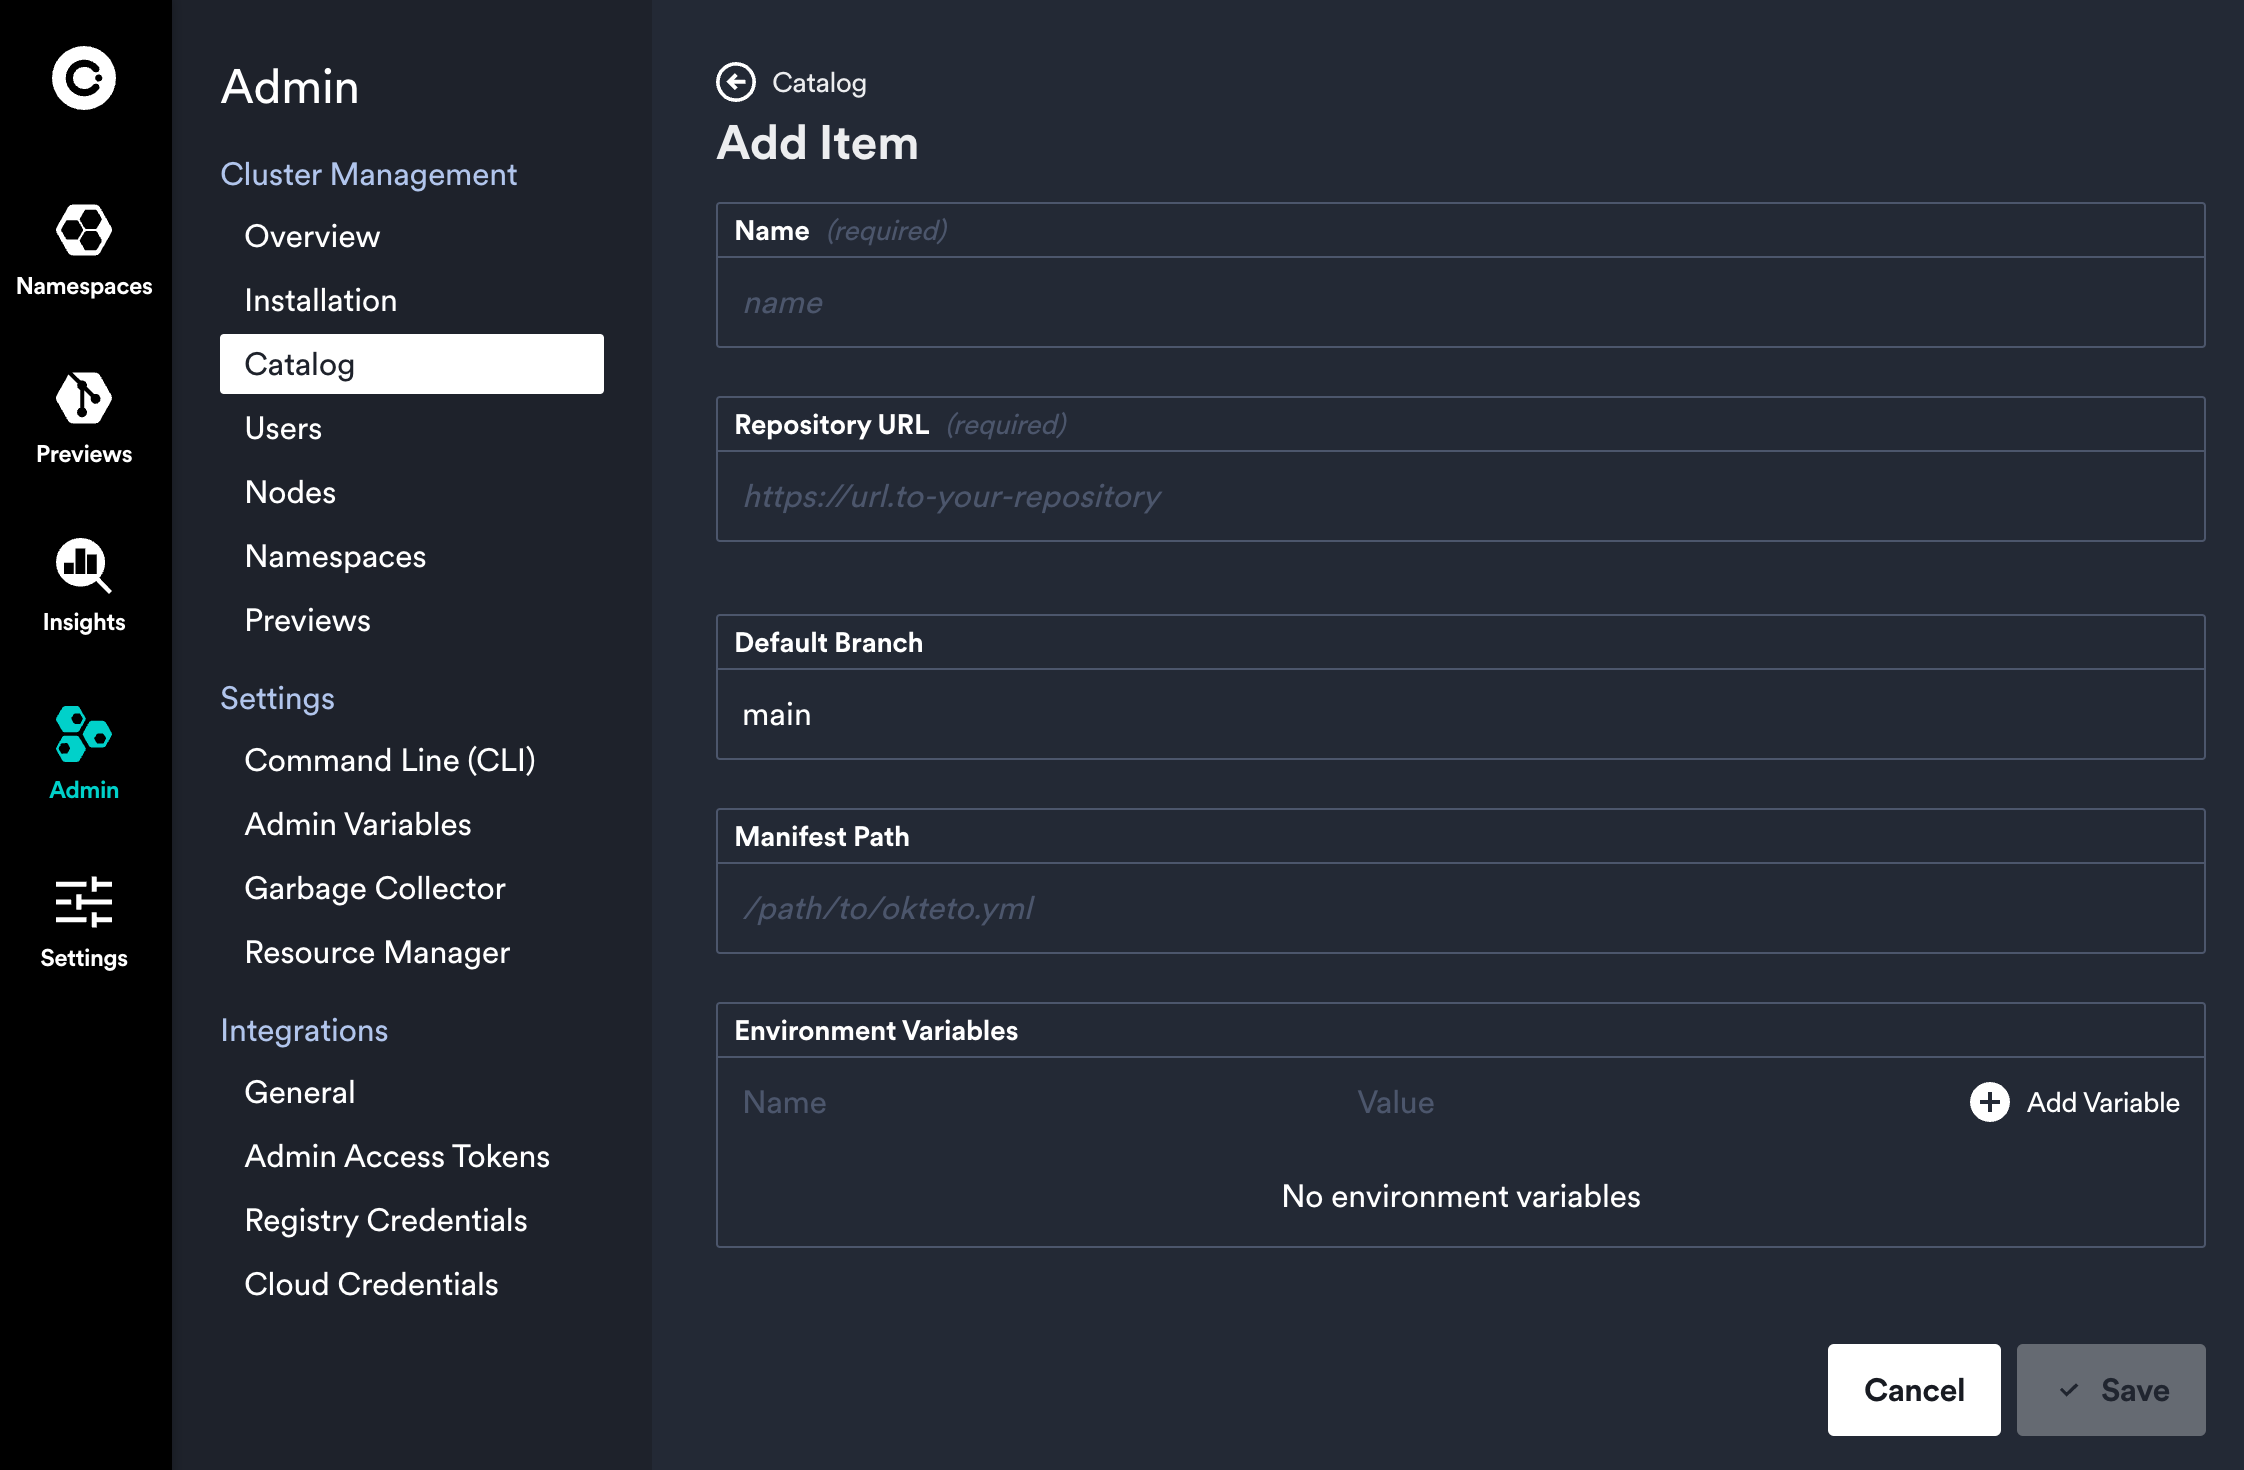 Namespaces
Previews
Insights
Admin
Settings
Admin
Cluster Management
Overview
Installation
Catalog
Users
Nodes
Namespaces
Previews
Settings
Command Line (CLI)
Admin Variables
Garbage Collector
Resource Manager
Integrations
General
Admin Access Tokens
Registry Credentials
Cloud Credentials
Catalog
Add Item
Name (required)
name
Repository URL (required)
https://url.to-your-repository
Default Branch
main
Manifest Path
/path/to/okteto.yml
Environment Variables
Name Value Add Variable
No environment variables
Cancel Save